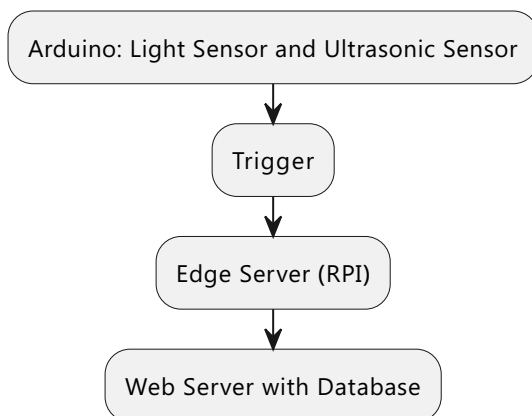 Arduino: Light Sensor and Ultrasonic Sensor
Trigger
Edge Server (RPI)
Web Server with Database